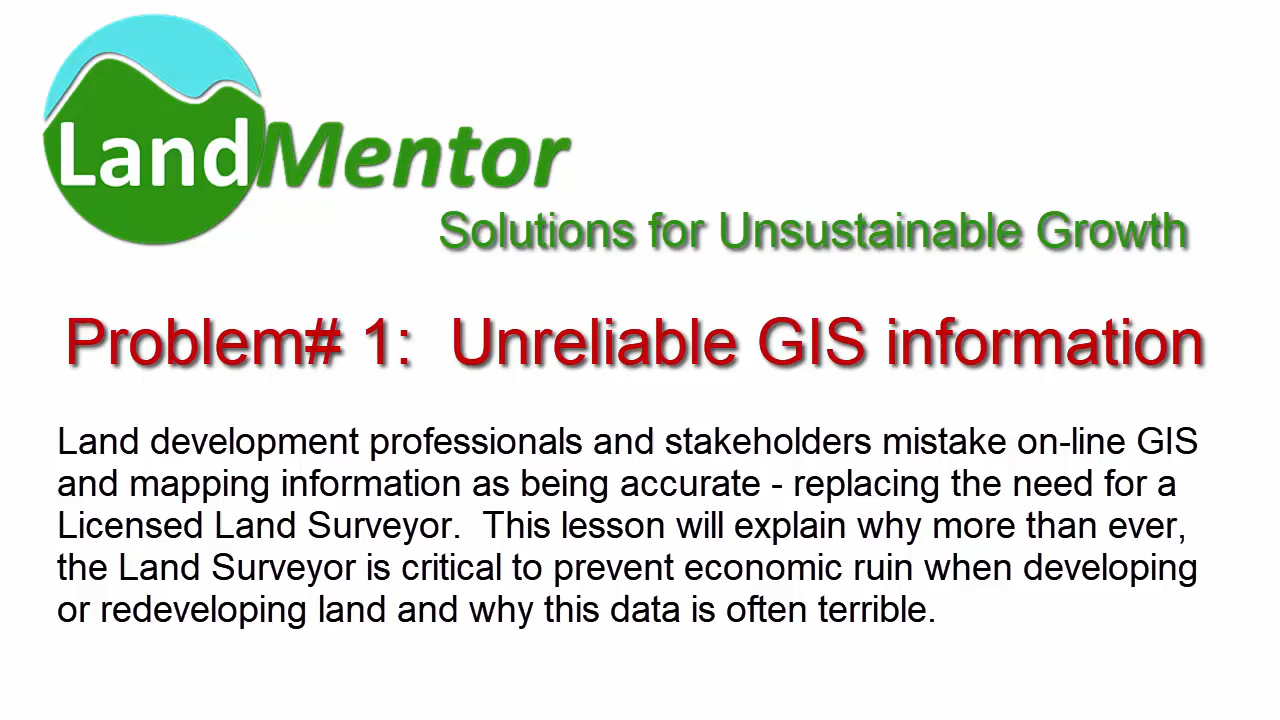 LandMentor
Solutions for Unsustainable Growth
Problem# 1:  Unreliable GIS information
Land development professionals and stakeholders mistake on-line GIS
and mapping information as being accurate - replacing the need for a
Licensed Land Surveyor.  This lesson will explain why more than ever,
the Land Surveyor is critical to prevent economic ruin when developing
or redeveloping land and why this data is often terrible.